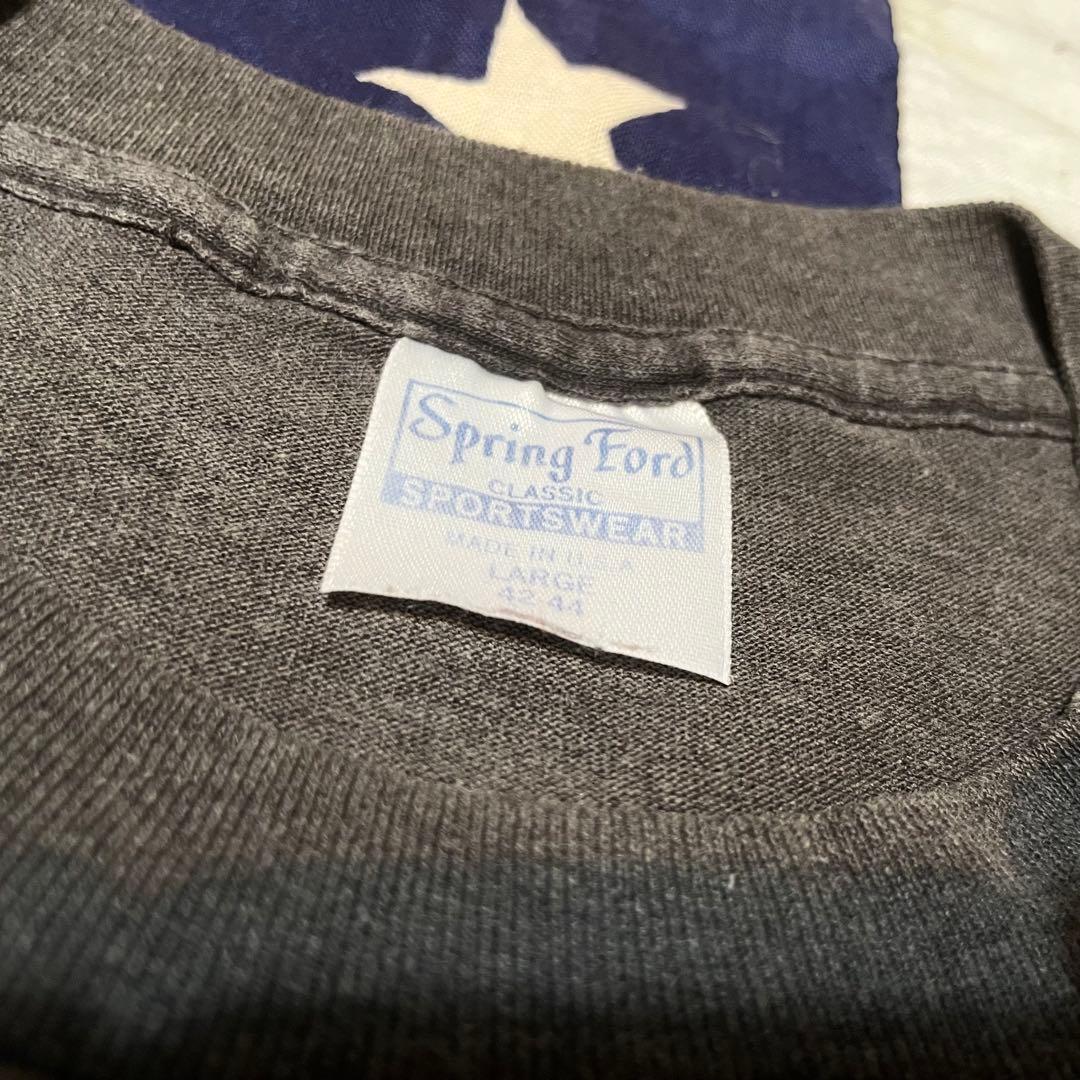 Spring Ford
CLASSIC
SPORTSWEAR
MADE IN U.S.A
LARGE
42-44